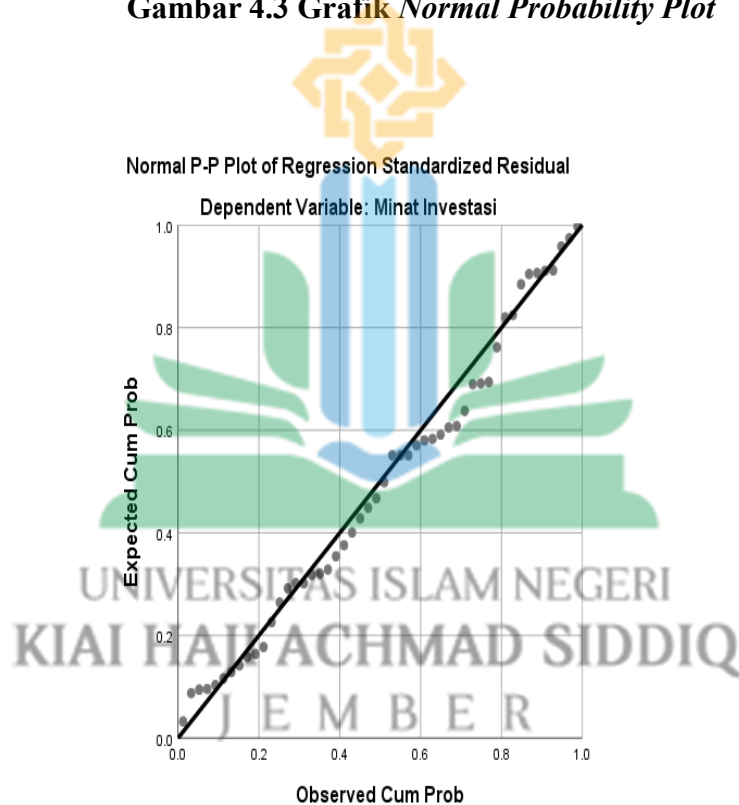 Gambar 4.3 Grafik Normal Probability Plot
Normal P-P Plot of Regression Standardized Residual
Dependent Variable: Minat Investasi
1.0
0.8
0.6
0.4
0.2
0.0
Expected Cum Prob
0.0 0.2 0.4 0.6 0.8 1.0
Observed Cum Prob
UNIVERSITAS ISLAM NEGERI
KIAI HAJI ACHMAD SIDDIQ
JEMBER